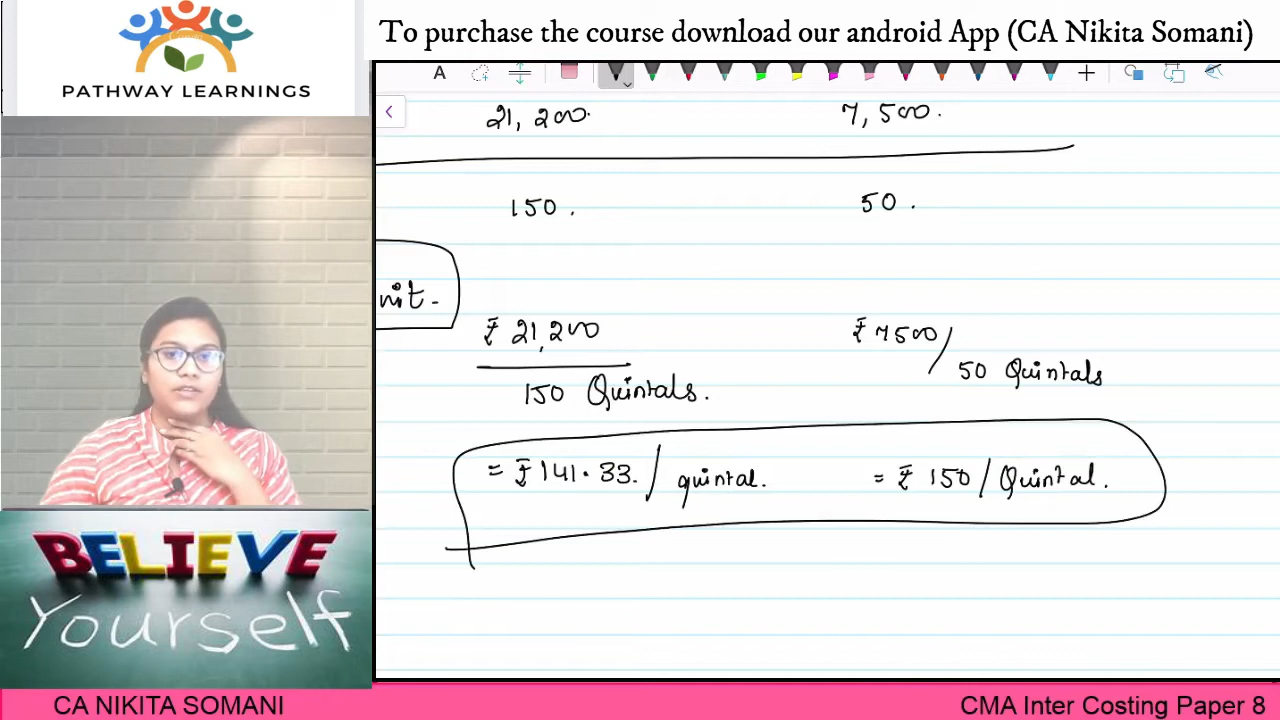 To purchase the course download our android App (CA Nikita Somani)
PATHWAY LEARNINGS
A
21,200. 7,500.
150. 50.
nit-
₹ 21,200 ₹ 7500/
150 Quintals. 50 Quintals
= ₹ 141.33./ quintal. = ₹ 150/Quintal.
BELIEVE
Yourself
CA NIKITA SOMANI
CMA Inter Costing Paper 8